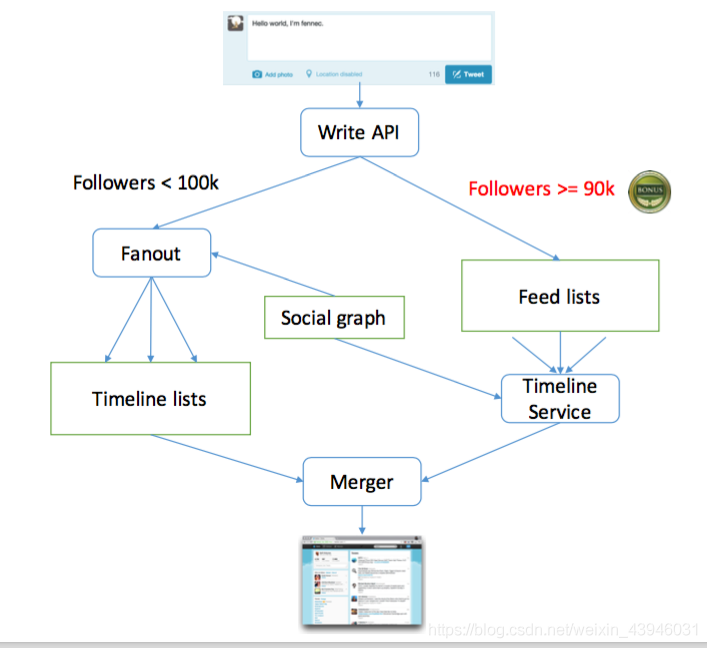 Hello world, I'm fennec.
Add photo
Location disabled
116
Tweet
Write API
Followers < 100k
Followers >= 90k
BONUS
Fanout
Feed lists
Social graph
Timeline lists
Timeline
Service
Merger
https://blog.csdn.net/weixin_43946031